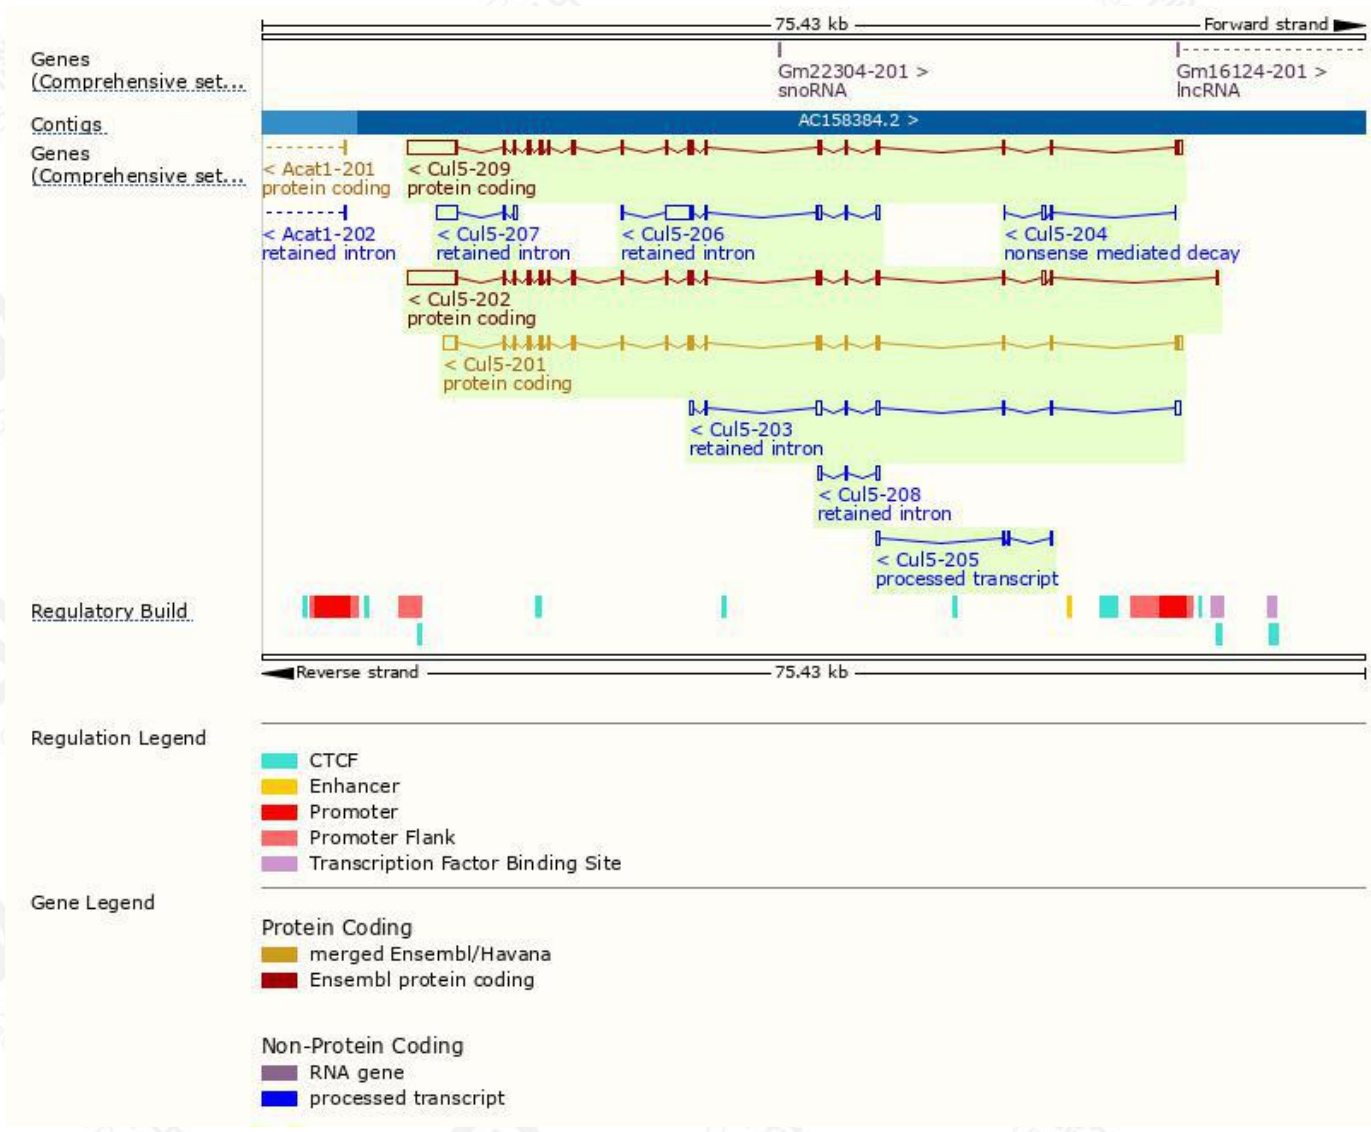 75.43 kb Forward strand
Genes
(Comprehensive set...
Gm22304-201 > Gm16124-201 >
snoRNA lncRNA
Contigs AC158384.2 >
Genes
(Comprehensive set...
< Acat1-201 < Cul5-209
protein coding protein coding
< Acat1-202 < Cul5-207 < Cul5-206 < Cul5-204
retained intron retained intron retained intron nonsense mediated decay
< Cul5-202
protein coding
< Cul5-201
protein coding
< Cul5-203
retained intron
< Cul5-208
retained intron
< Cul5-205
processed transcript
Regulatory Build
Reverse strand 75.43 kb
Regulation Legend
CTCF
Enhancer
Promoter
Promoter Flank
Transcription Factor Binding Site
Gene Legend
Protein Coding
merged Ensembl/Havana
Ensembl protein coding
Non-Protein Coding
RNA gene
processed transcript